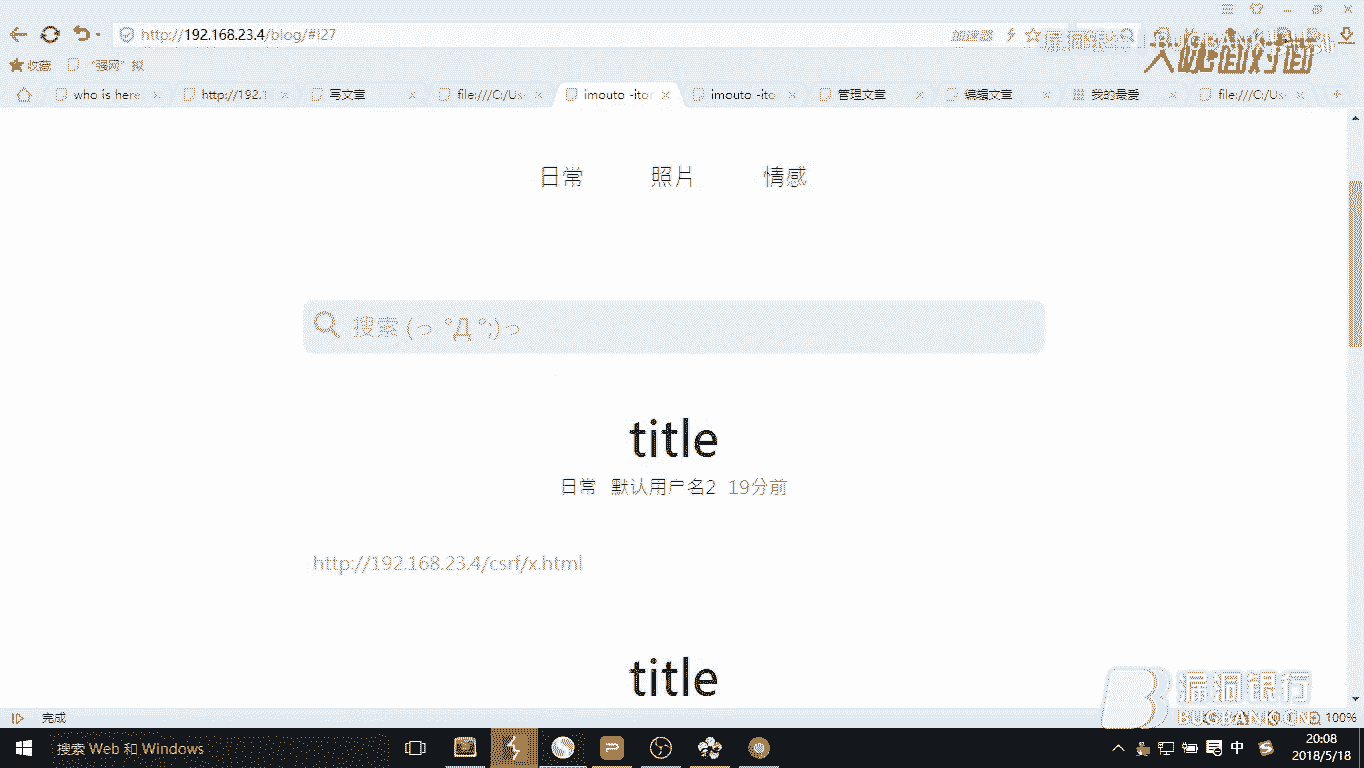 http://192.168.23.4/blog/#!27
加速器
收藏
"强网"拟
who is here
http://192.1
写文章
file:///C:/Us
imouto -itor
imouto -ito
管理文章
编辑文章
我的最爱
file:///C:/Us
日常 照片 情感
搜索 (っ °Д °;)っ
title
日常 默认用户名2 19分前
http://192.168.23.4/csrf/x.html
title
漏洞银行
BUGBANK.CN
完成
100%
搜索 Web 和 Windows
中
20:08
2018/5/18